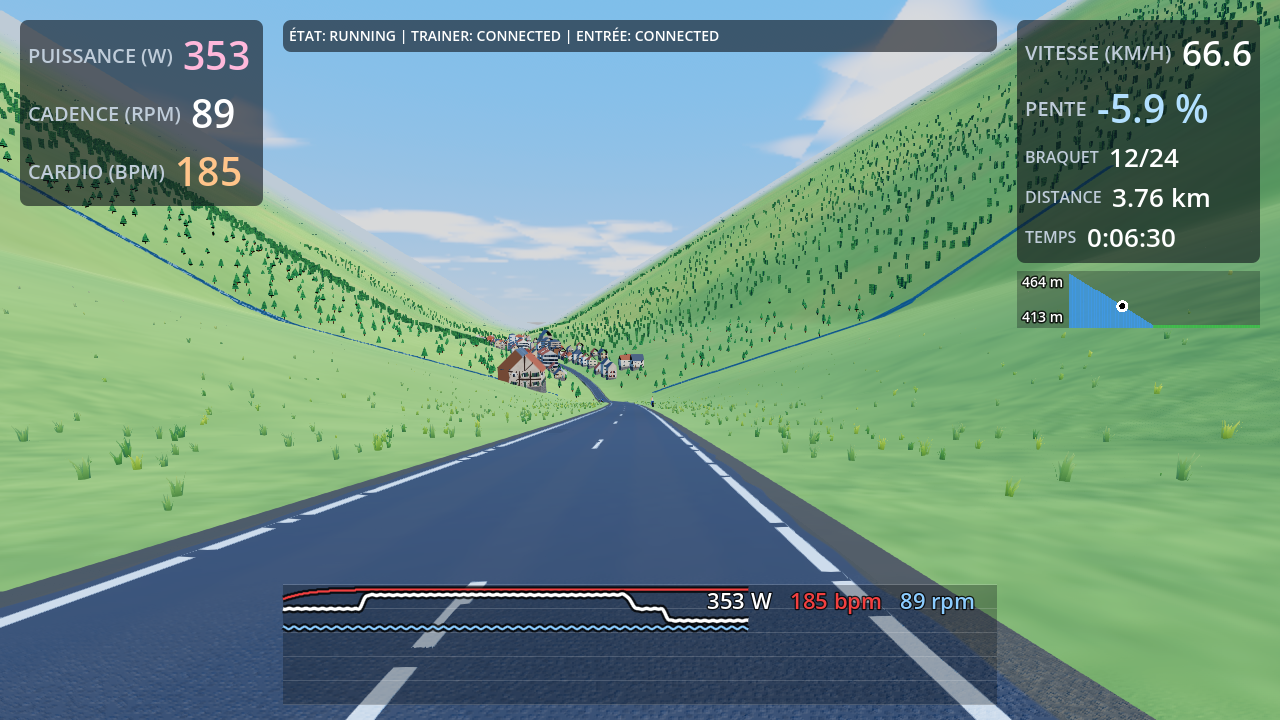 PUISSANCE (W) 353
CADENCE (RPM) 89
CARDIO (BPM) 185
ÉTAT: RUNNING | TRAINER: CONNECTED | ENTRÉE: CONNECTED
VITESSE (KM/H) 66.6
PENTE -5.9 %
BRAQUET 12/24
DISTANCE 3.76 km
TEMPS 0:06:30
464 m
413 m
353 W 185 bpm 89 rpm